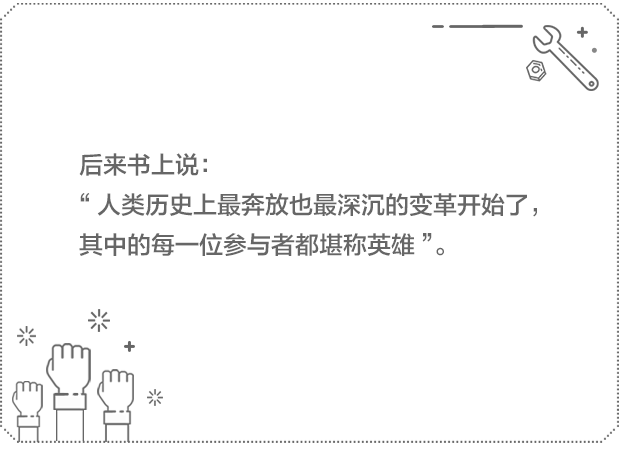 后来书上说：
“ 人类历史上最奔放也最深沉的变革开始了，
其中的每一位参与者都堪称英雄 ”。